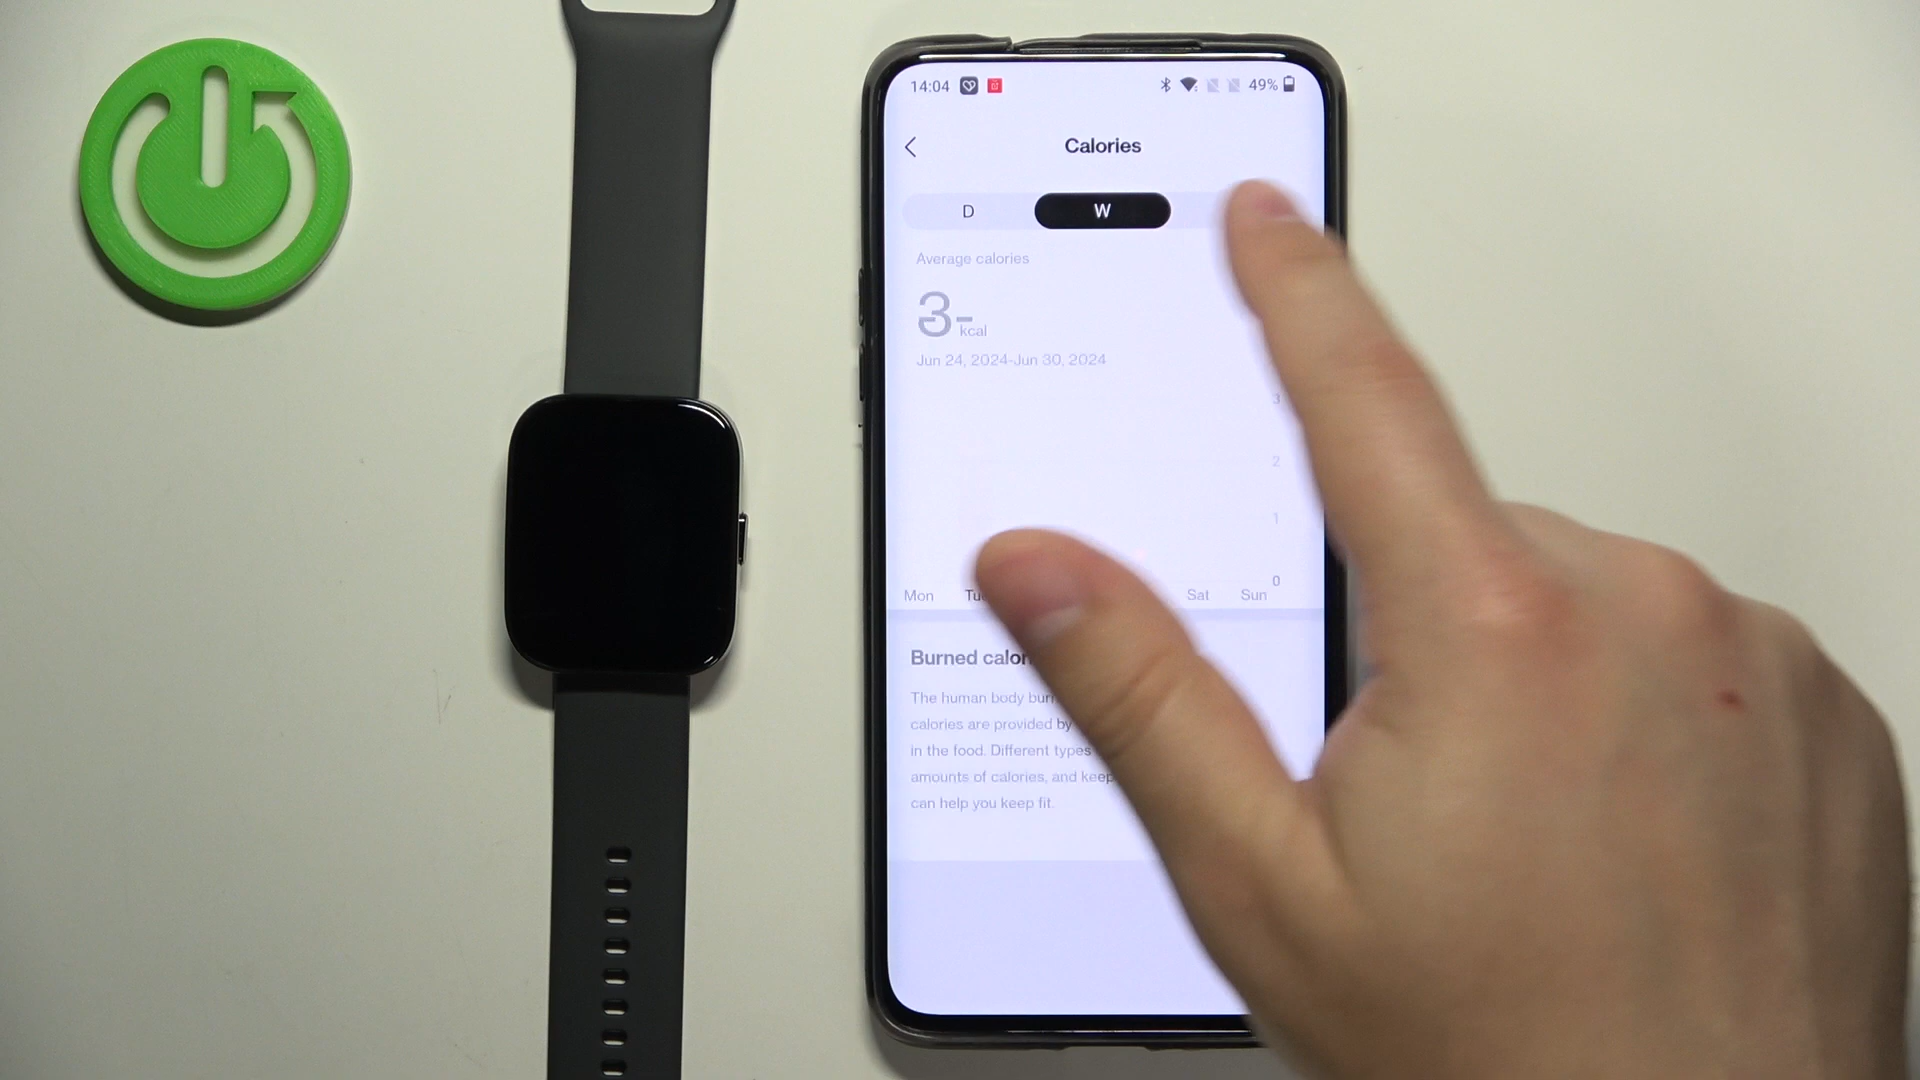 14:04 49%
Calories
D W
Average calories
3-
kcal
Jun 24, 2024-Jun 30, 2024
3
2
1
0
Mon Sat Sun
Burned
The human body
calories are provided by
in the food. Different types
amounts of calories, and keep
can help you keep fit.